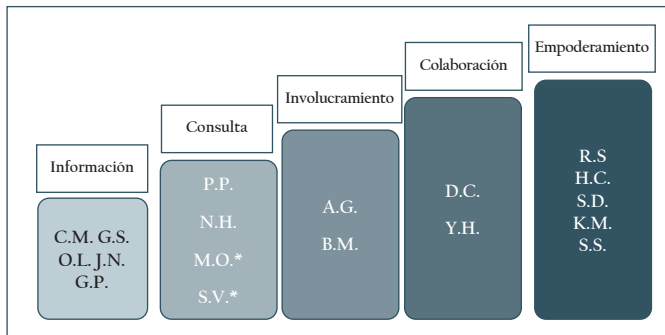 Información
C.M. G.S.
O.L. J.N.
G.P.
Consulta
P.P.
N.H.
M.O.*
S.V.*
Involucramiento
A.G.
B.M.
Colaboración
D.C.
Y.H.
Empoderamiento
R.S
H.C.
S.D.
K.M.
S.S.